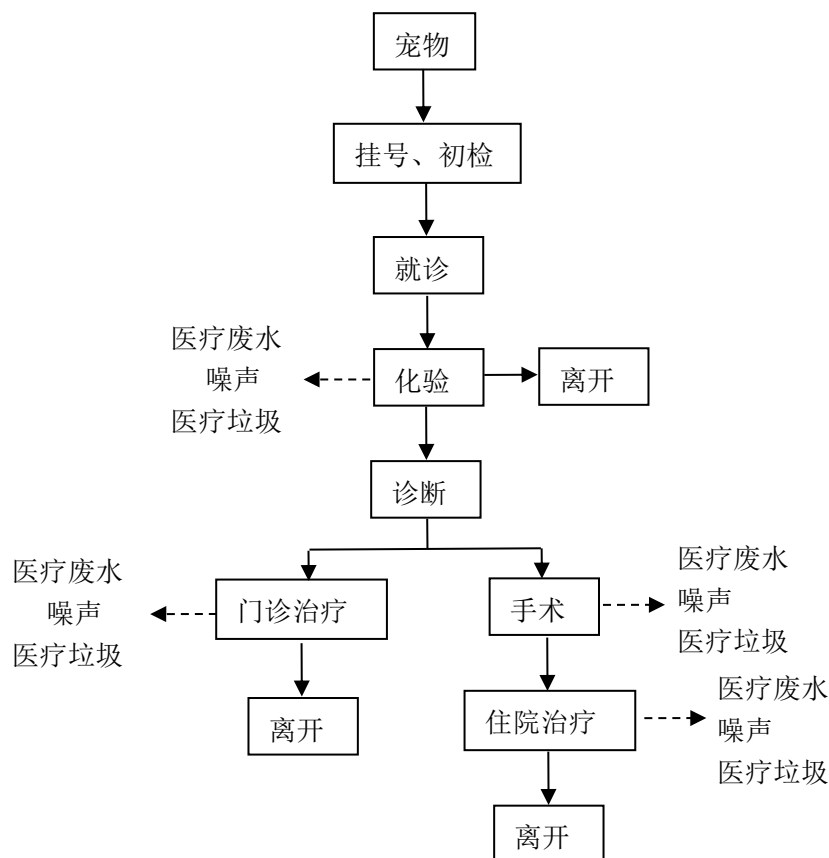 宠物
挂号、初检
就诊
医疗废水
噪声
医疗垃圾
化验
离开
诊断
医疗废水
噪声
医疗垃圾
门诊治疗
手术
医疗废水
噪声
医疗垃圾
离开
住院治疗
医疗废水
噪声
医疗垃圾
离开